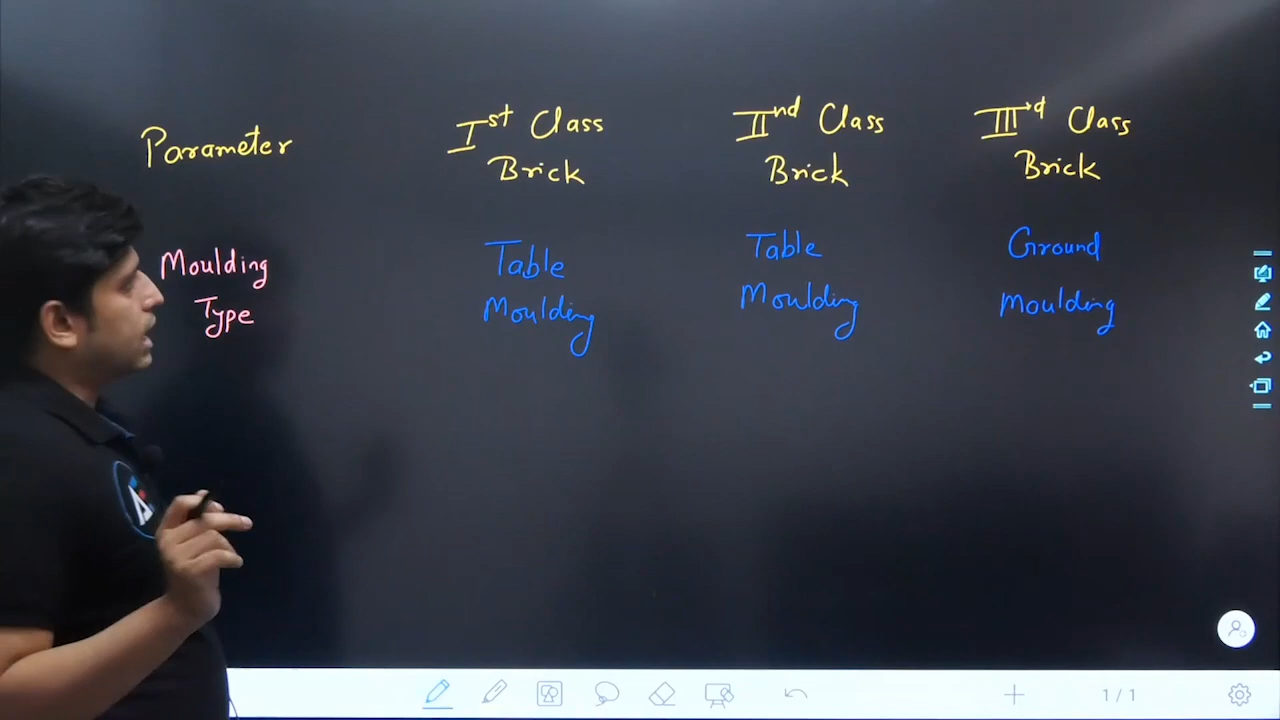 Parameter
Ist Class
Brick
IInd Class
Brick
IIIrd Class
Brick
Moulding
Type
Table
Moulding
Table
Moulding
Ground
Moulding
1/1